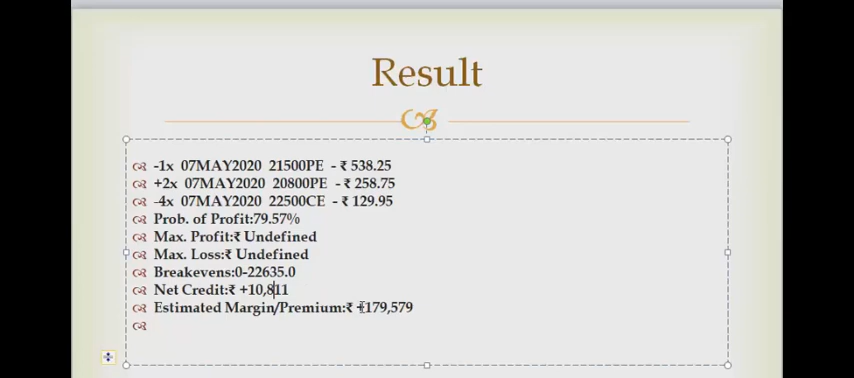 Result
-1x 07MAY2020 21500PE - ₹ 538.25
+2x 07MAY2020 20800PE - ₹ 258.75
-4x 07MAY2020 22500CE - ₹ 129.95
Prob. of Profit:79.57%
Max. Profit:₹ Undefined
Max. Loss:₹ Undefined
Breakevens:0-22635.0
Net Credit:₹ +10,811
Estimated Margin/Premium:₹ +179,579